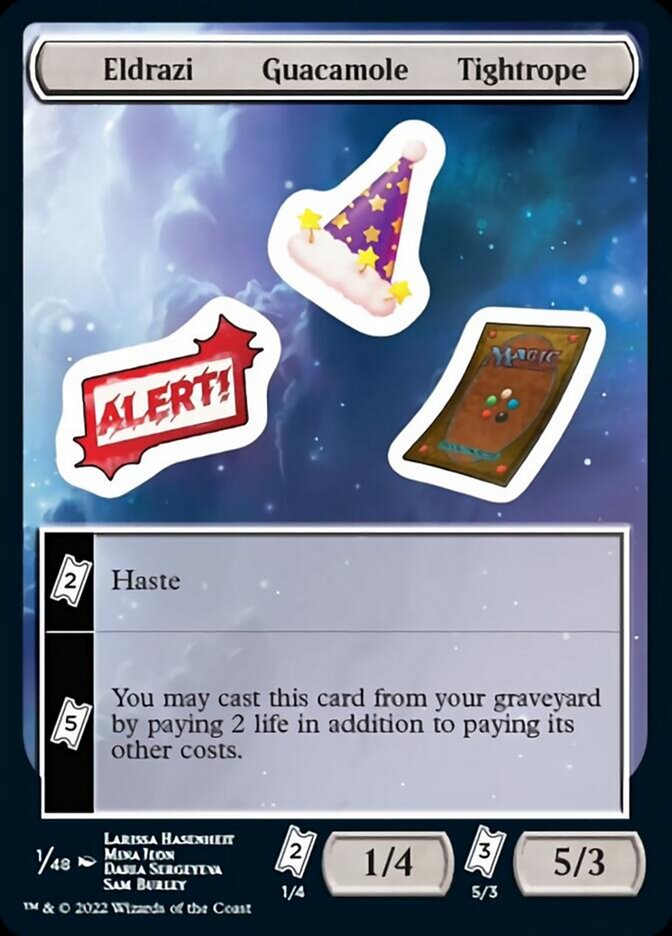 Eldrazi Guacamole Tightrope
ALERT!
MAGIC
2 Haste
5 You may cast this card from your graveyard
by paying 2 life in addition to paying its
other costs.
1/48
LARISSA HASENHEIT
MINA JEON
DARIA SERGEYEVA
SAM BURLEY
2 1/4
1/4
3 5/3
5/3
™ & © 2022 Wizards of the Coast